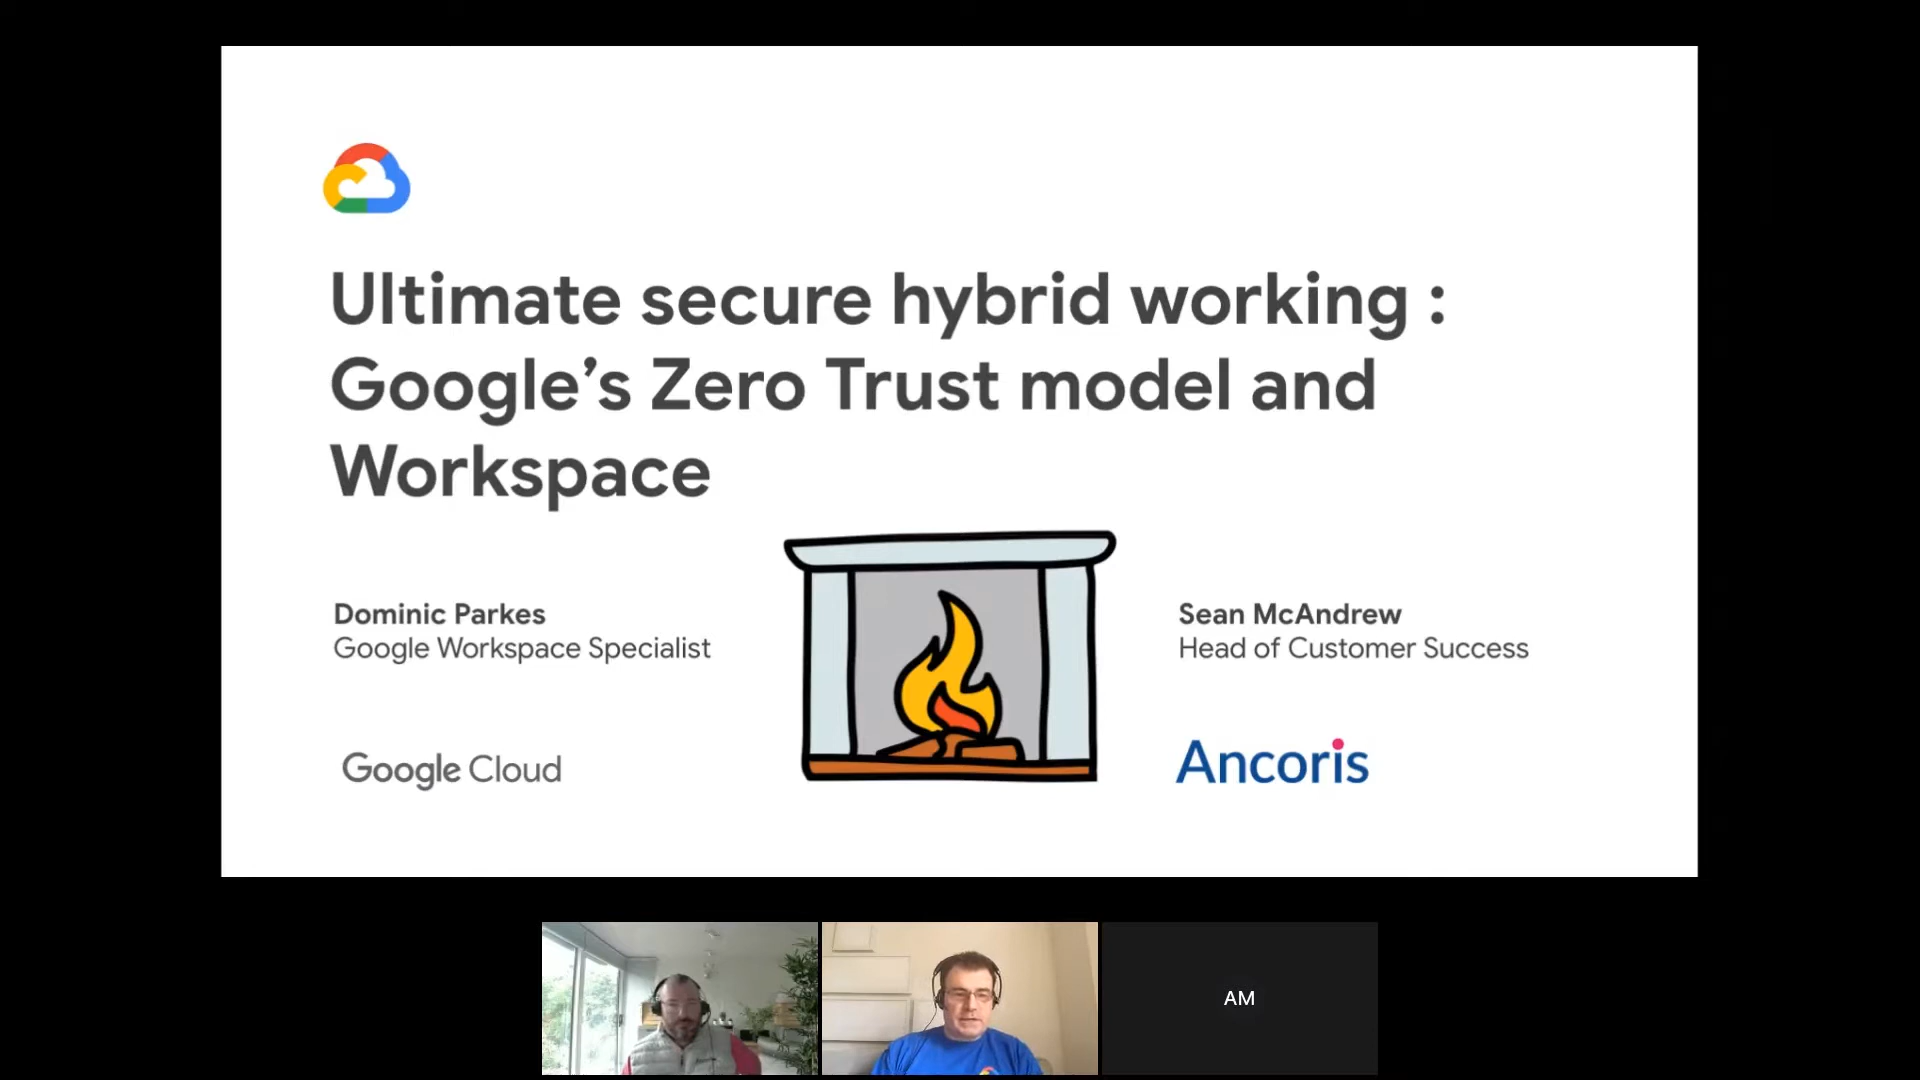 Ultimate secure hybrid working :
Google’s Zero Trust model and
Workspace
Dominic Parkes
Google Workspace Specialist
Sean McAndrew
Head of Customer Success
Google Cloud
Ancoris
AM